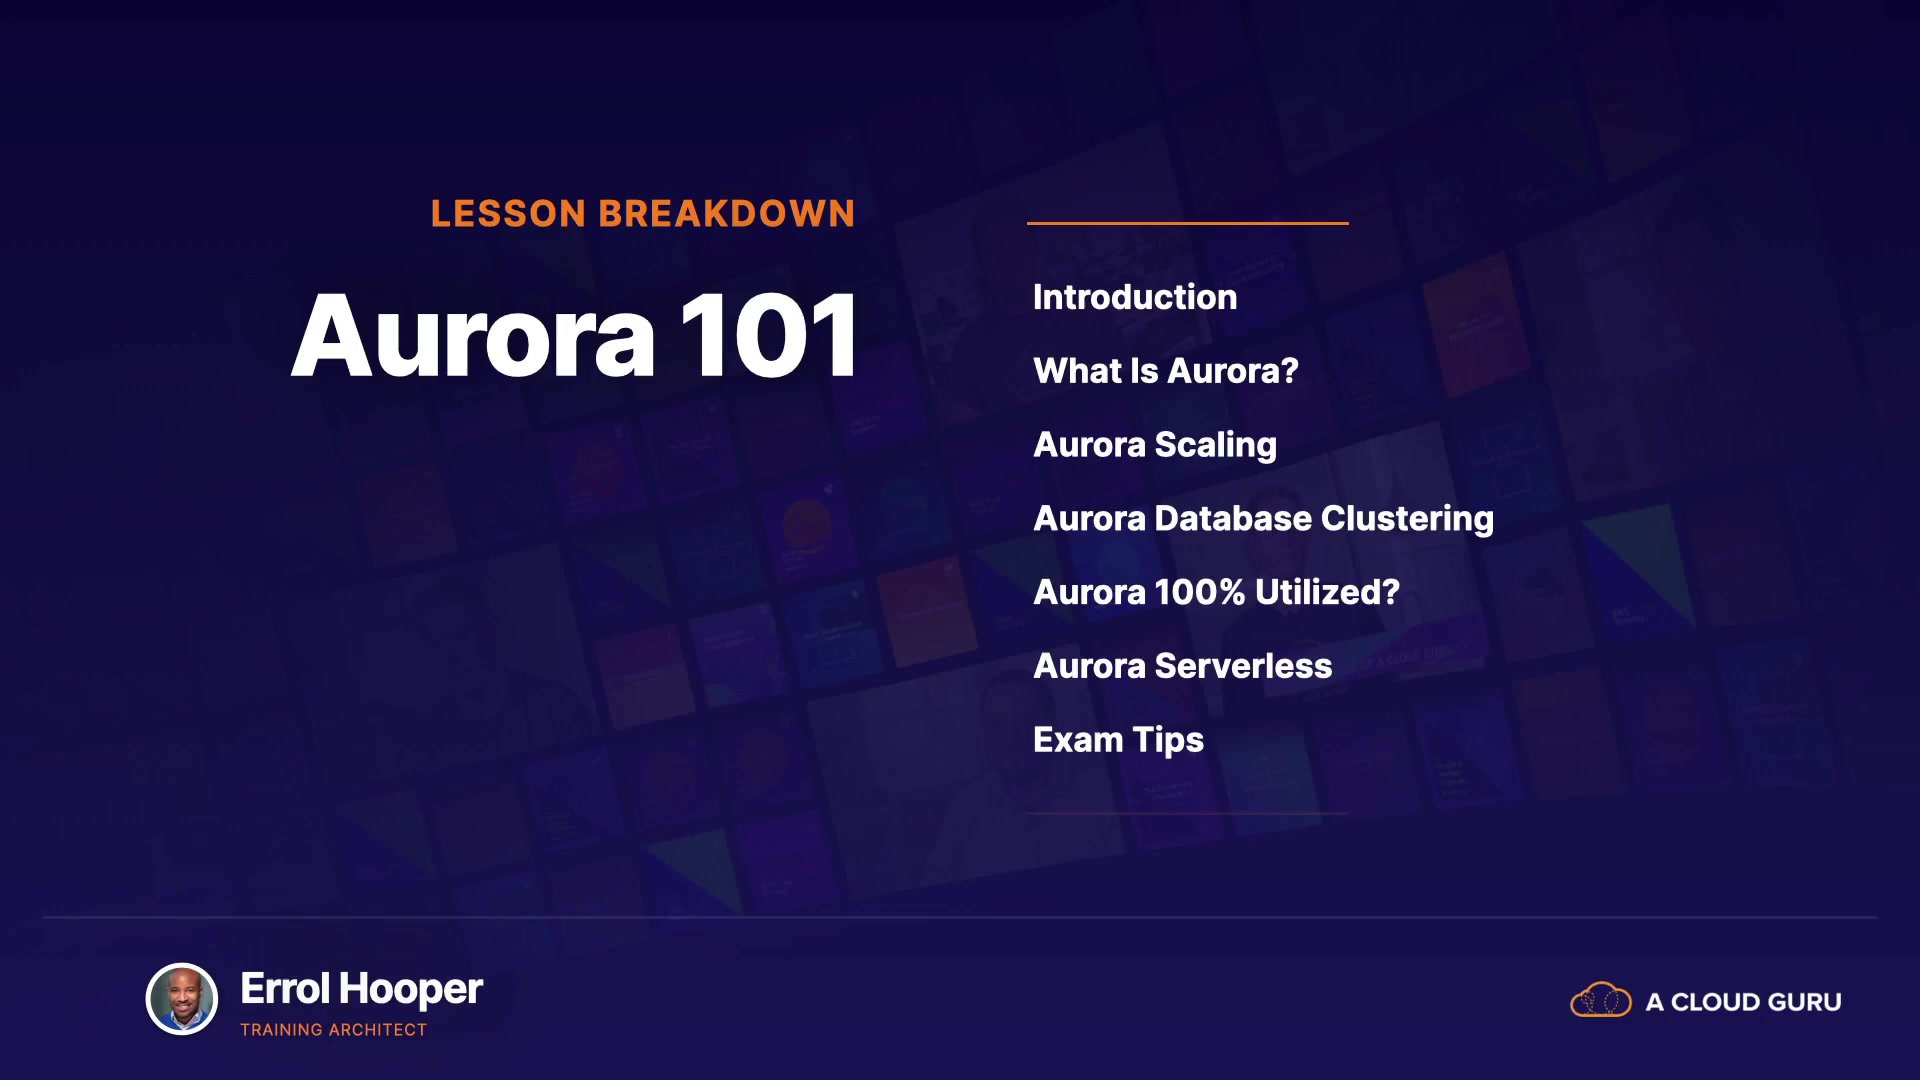 LESSON BREAKDOWN
Aurora 101
Introduction
What Is Aurora?
Aurora Scaling
Aurora Database Clustering
Aurora 100% Utilized?
Aurora Serverless
Exam Tips
Errol Hooper
TRAINING ARCHITECT
A CLOUD GURU